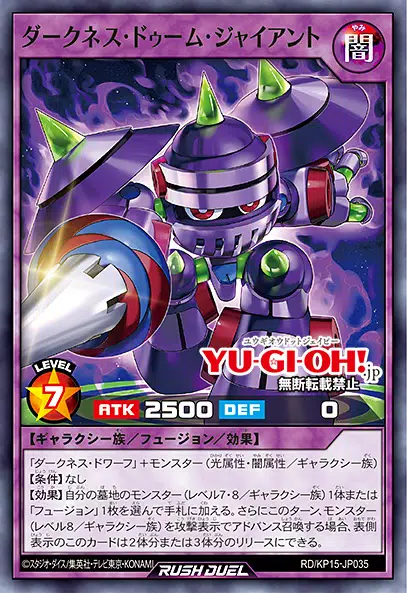 ダークネス・ドゥーム・ジャイアント
やみ
闇
ユウギオウドットジェイピー
YU-GI-OH!.jp
無断転載禁止
LEVEL
7
ATK 2500 DEF 0
【ギャラクシー族／フュージョン／効果】
「ダークネス・ドワーフ」＋モンスター（光属性・闇属性／ギャラクシー族）
【条件】なし
【効果】自分の墓地のモンスター（レベル7・8／ギャラクシー族）1体または
「フュージョン」1枚を選んで手札に加える。さらにこのターン、モンスター
（レベル8／ギャラクシー族）を攻撃表示でアドバンス召喚する場合、表側
表示のこのカードは2体分または3体分のリリースにできる。
©スタジオ・ダイス/集英社・テレビ東京・KONAMI
RUSH DUEL
RD/KP15-JP035